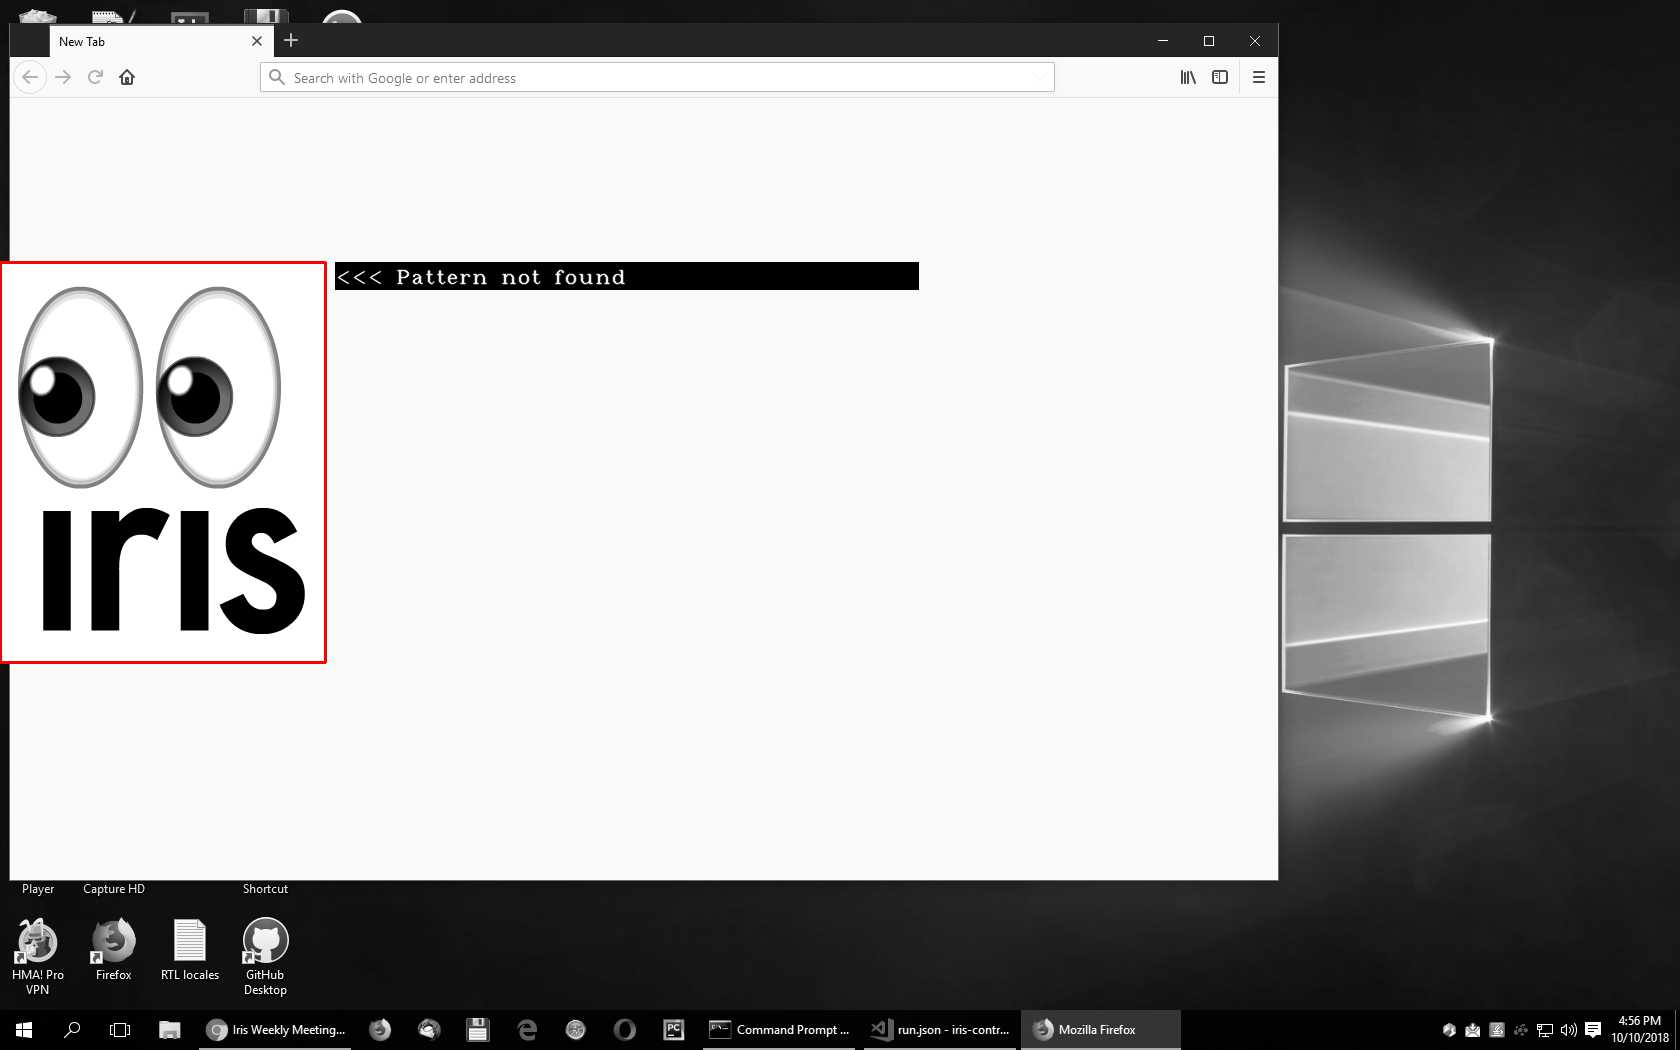 New Tab
Search with Google or enter address
<<< Pattern not found
iris
Player
Capture HD
Shortcut
HMA! Pro VPN
Firefox
RTL locales
GitHub Desktop
Iris Weekly Meeting...
PC
Command Prompt ...
run.json - iris-contr...
Mozilla Firefox
4:56 PM
10/10/2018